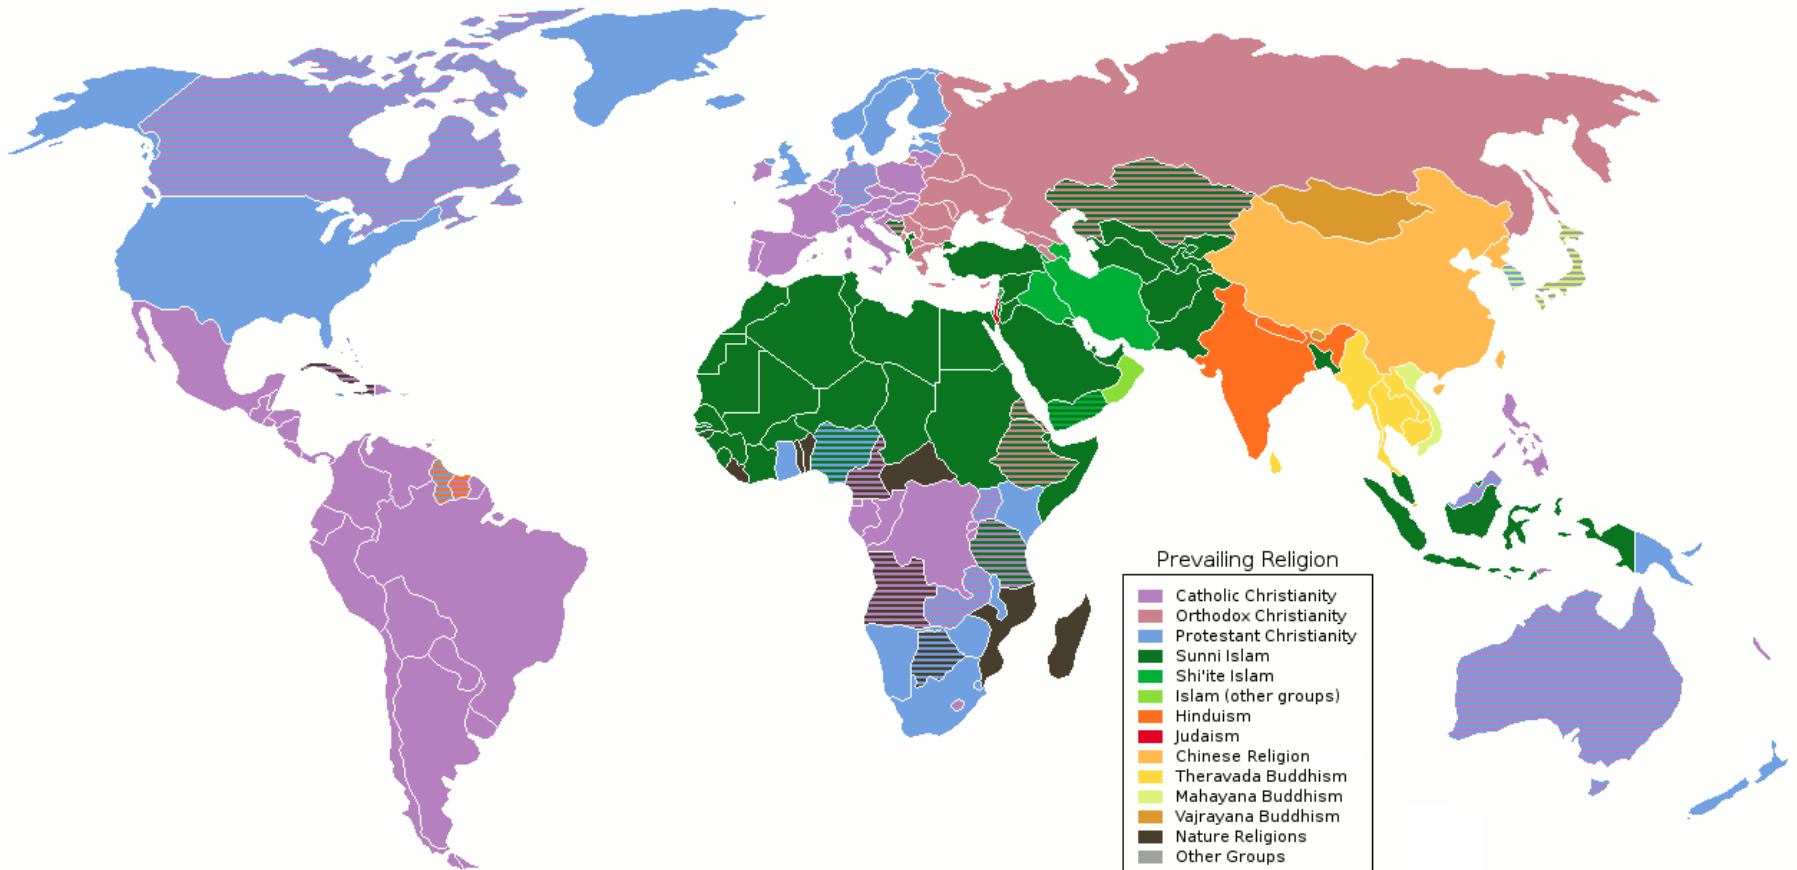 Prevailing Religion
Catholic Christianity
Orthodox Christianity
Protestant Christianity
Sunni Islam
Shi'ite Islam
Islam (other groups)
Hinduism
Judaism
Chinese Religion
Theravada Buddhism
Mahayana Buddhism
Vajrayana Buddhism
Nature Religions
Other Groups